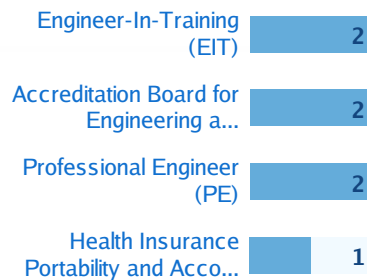 Engineer-In-Training
(EIT)
2
Accreditation Board for
Engineering a...
2
Professional Engineer
(PE)
2
Health Insurance
Portability and Acco...
1